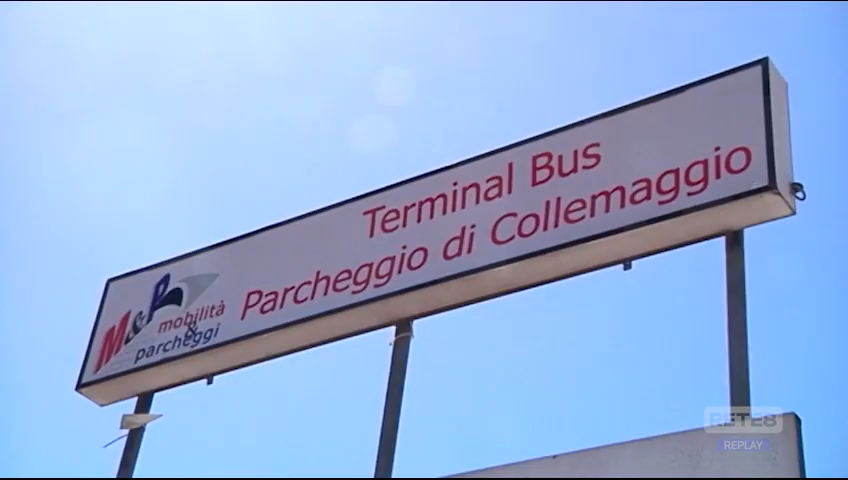 Terminal Bus
Parcheggio di Collemaggio
M&P
mobilità
&
parcheggi
RETE8
REPLAY